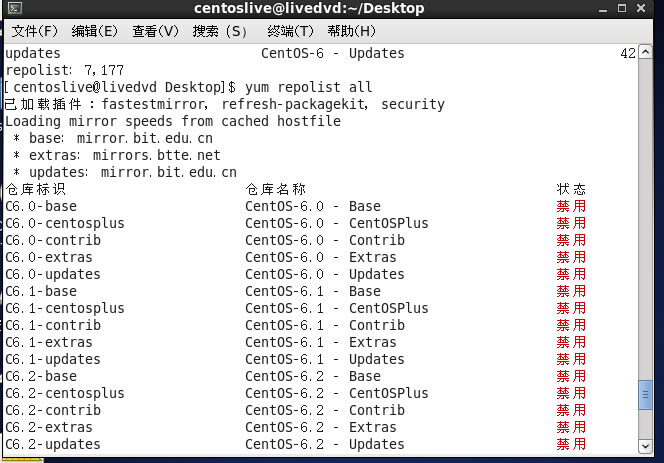 centoslive@livedvd:~/Desktop
文件(F) 编辑(E) 查看(V) 搜索 (S) 终端(T) 帮助(H)
updates CentOS-6 - Updates 42
repolist: 7,177
[centoslive@livedvd Desktop]$ yum repolist all
已加载插件：fastestmirror, refresh-packagekit, security
Loading mirror speeds from cached hostfile
* base: mirror.bit.edu.cn
* extras: mirrors.btte.net
* updates: mirror.bit.edu.cn
仓库标识 仓库名称 状态
C6.0-base CentOS-6.0 - Base 禁用
C6.0-centosplus CentOS-6.0 - CentOSPlus 禁用
C6.0-contrib CentOS-6.0 - Contrib 禁用
C6.0-extras CentOS-6.0 - Extras 禁用
C6.0-updates CentOS-6.0 - Updates 禁用
C6.1-base CentOS-6.1 - Base 禁用
C6.1-centosplus CentOS-6.1 - CentOSPlus 禁用
C6.1-contrib CentOS-6.1 - Contrib 禁用
C6.1-extras CentOS-6.1 - Extras 禁用
C6.1-updates CentOS-6.1 - Updates 禁用
C6.2-base CentOS-6.2 - Base 禁用
C6.2-centosplus CentOS-6.2 - CentOSPlus 禁用
C6.2-contrib CentOS-6.2 - Contrib 禁用
C6.2-extras CentOS-6.2 - Extras 禁用
C6.2-updates CentOS-6.2 - Updates 禁用